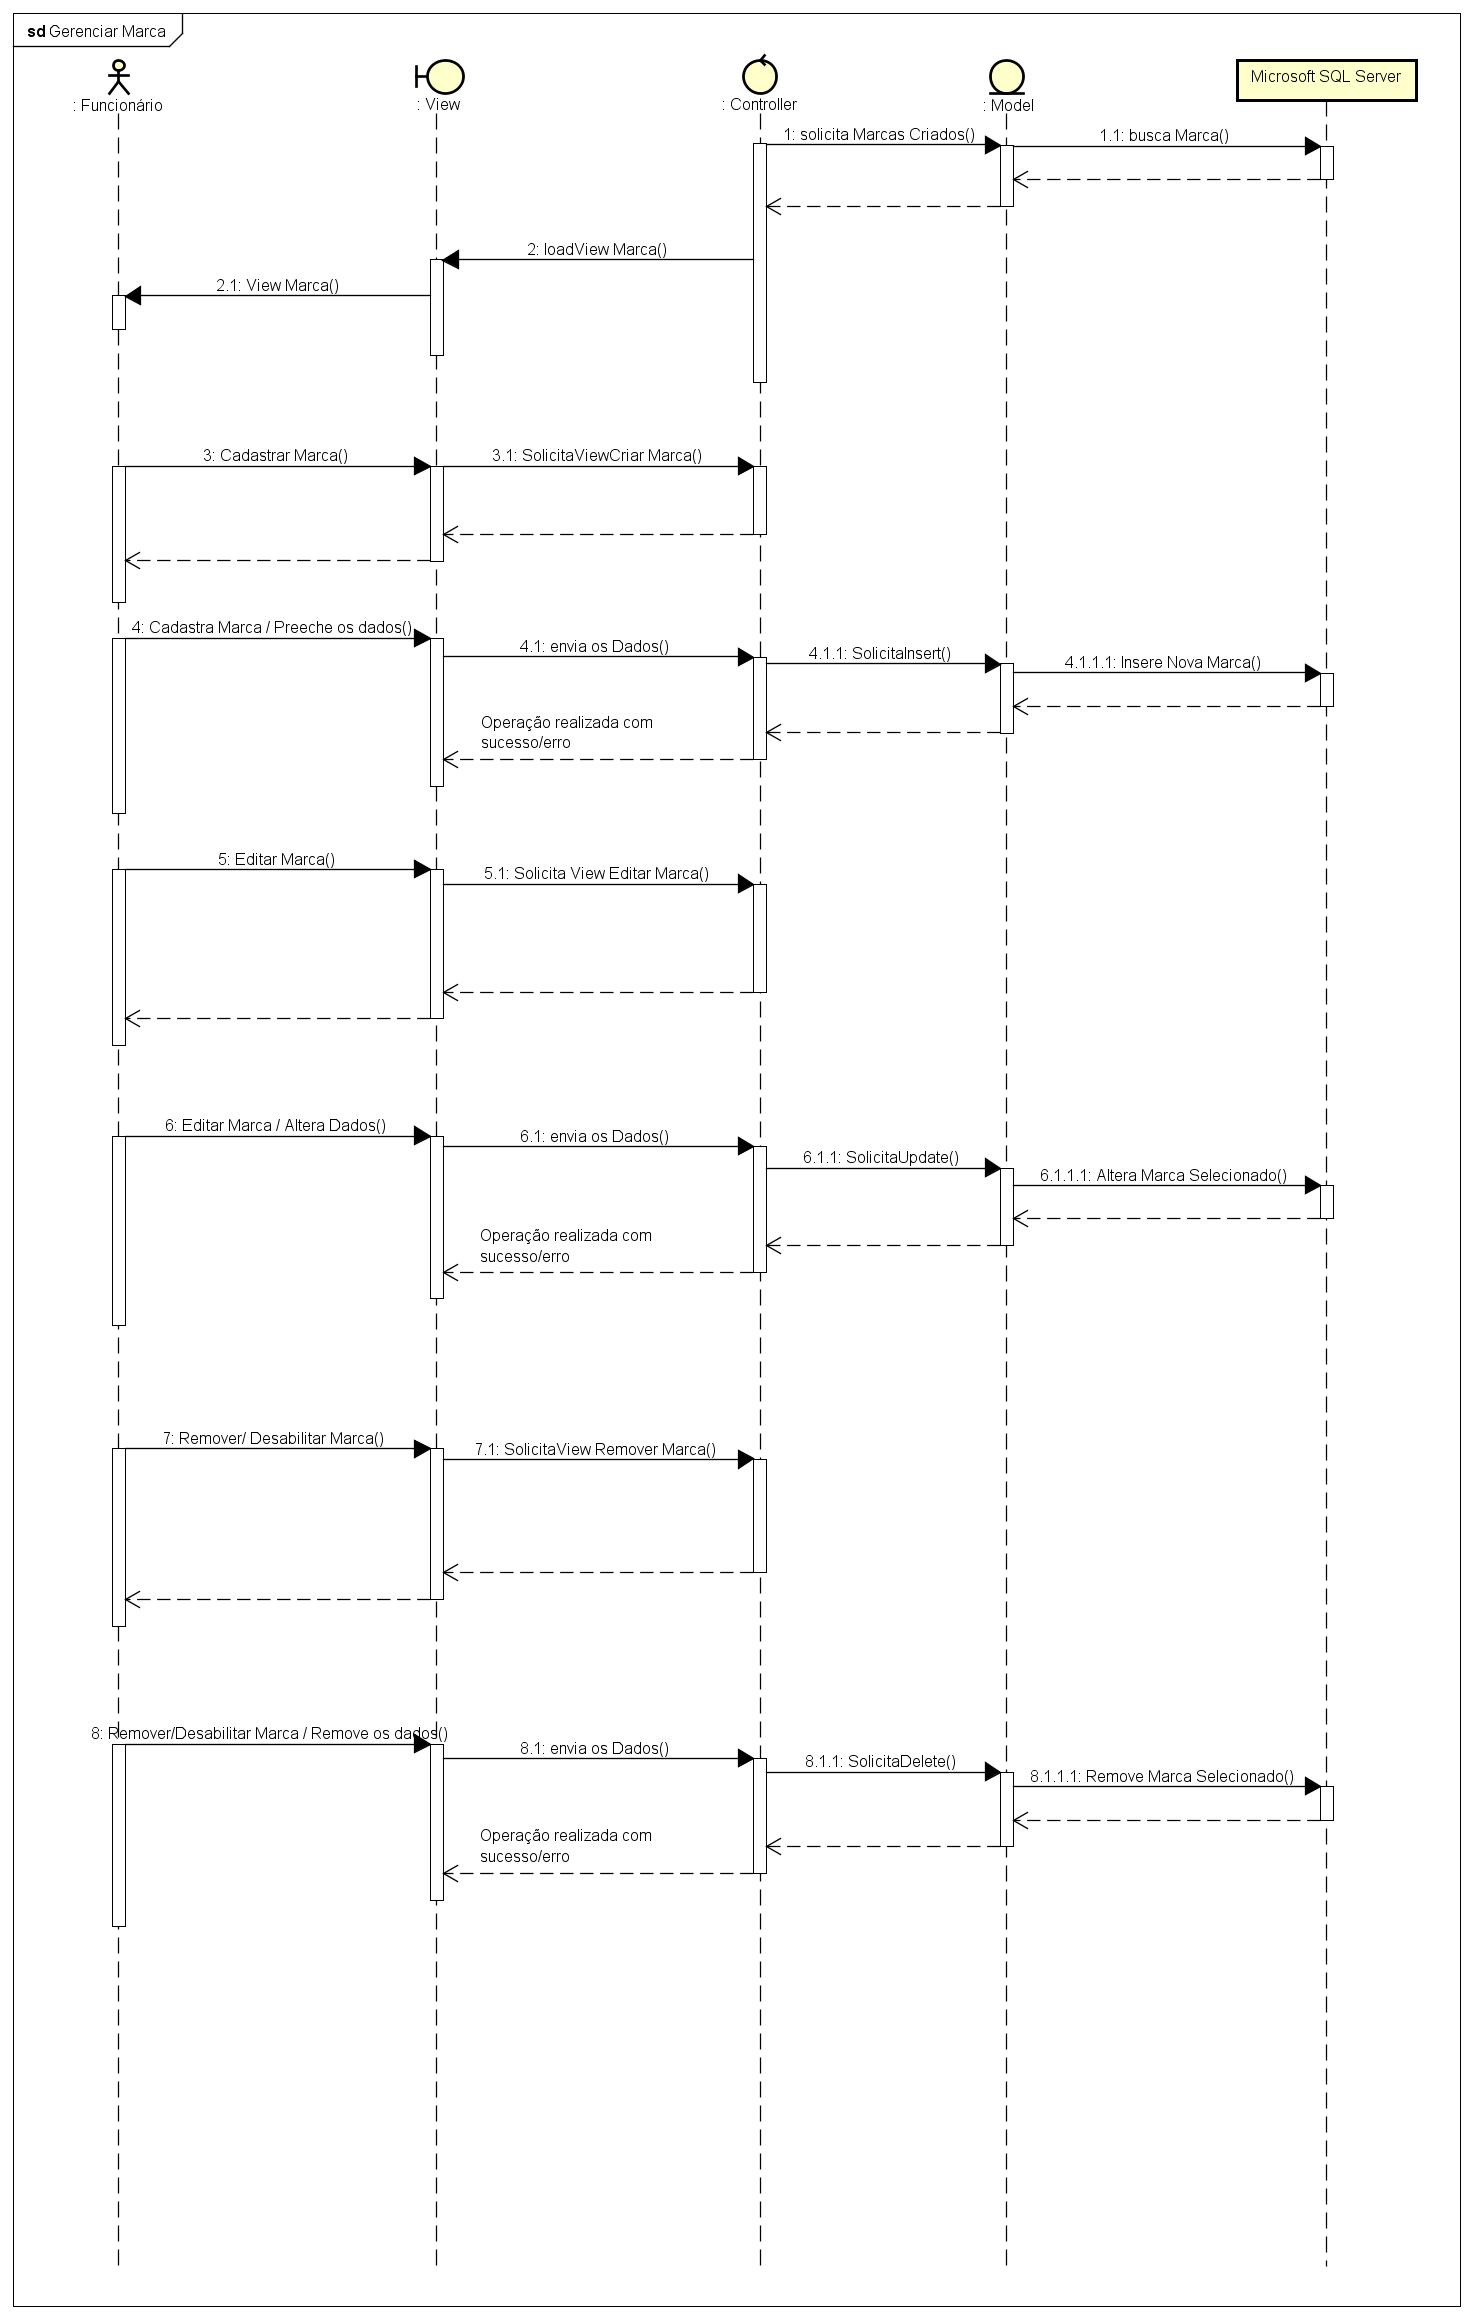 sd Gerenciar Marca
: Funcionário
: View
: Controller
: Model
Microsoft SQL Server
1: solicita Marcas Criados()
1.1: busca Marca()
2: loadView Marca()
2.1: View Marca()
3: Cadastrar Marca()
3.1: SolicitaViewCriar Marca()
4: Cadastra Marca / Preeche os dados()
4.1: envia os Dados()
4.1.1: SolicitaInsert()
4.1.1.1: Insere Nova Marca()
Operação realizada com
sucesso/erro
5: Editar Marca()
5.1: Solicita View Editar Marca()
6: Editar Marca / Altera Dados()
6.1: envia os Dados()
6.1.1: SolicitaUpdate()
6.1.1.1: Altera Marca Selecionado()
Operação realizada com
sucesso/erro
7: Remover/ Desabilitar Marca()
7.1: SolicitaView Remover Marca()
8: Remover/Desabilitar Marca / Remove os dados()
8.1: envia os Dados()
8.1.1: SolicitaDelete()
8.1.1.1: Remove Marca Selecionado()
Operação realizada com
sucesso/erro